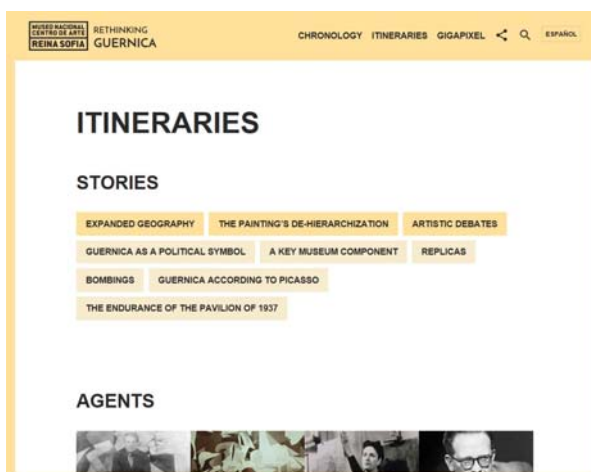 MUSEO NACIONAL
CENTRO DE ARTE
REINA SOFIA
RETHINKING
GUERNICA
CHRONOLOGY ITINERARIES GIGAPIXEL ESPAÑOL
ITINERARIES
STORIES
EXPANDED GEOGRAPHY THE PAINTING'S DE-HIERARCHIZATION ARTISTIC DEBATES
GUERNICA AS A POLITICAL SYMBOL A KEY MUSEUM COMPONENT REPLICAS
BOMBINGS GUERNICA ACCORDING TO PICASSO
THE ENDURANCE OF THE PAVILION OF 1937
AGENTS